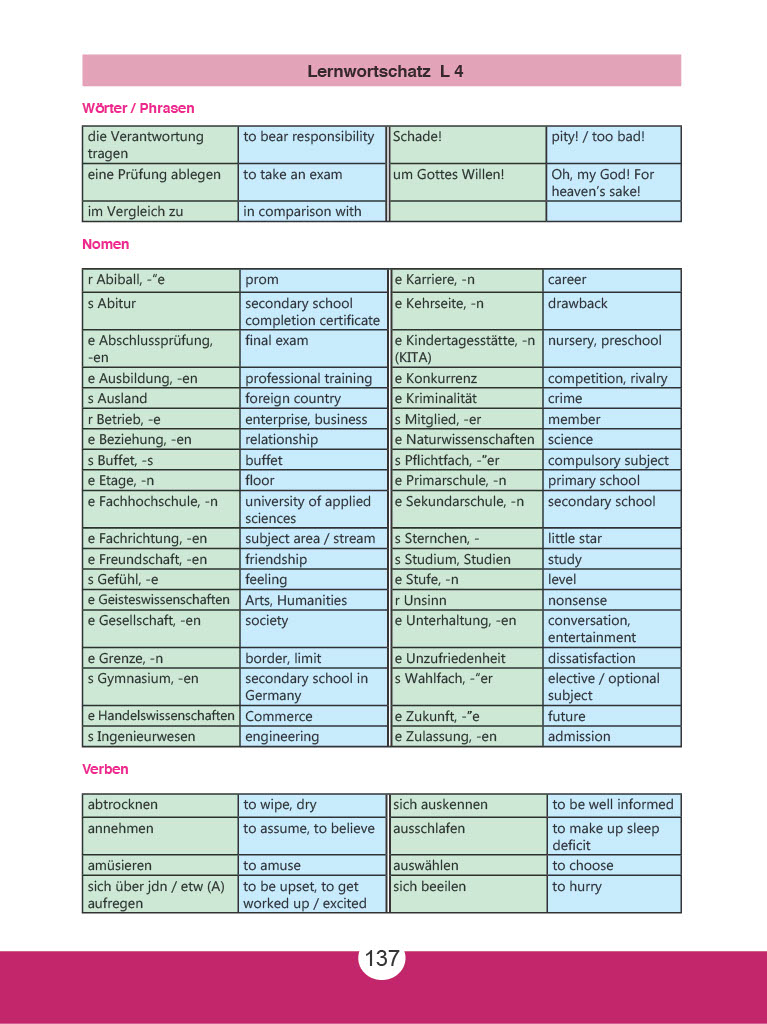 Lernwortschatz L 4
Wörter / Phrasen
die Verantwortung tragen | to bear responsibility | Schade! | pity! / too bad!
eine Prüfung ablegen | to take an exam | um Gottes Willen! | Oh, my God! For heaven's sake!
im Vergleich zu | in comparison with
Nomen
r Abiball, -"e | prom | e Karriere, -n | career
s Abitur | secondary school completion certificate | e Kehrseite, -n | drawback
e Abschlussprüfung, -en | final exam | e Kindertagesstätte, -n (KITA) | nursery, preschool
e Ausbildung, -en | professional training | e Konkurrenz | competition, rivalry
s Ausland | foreign country | e Kriminalität | crime
r Betrieb, -e | enterprise, business | s Mitglied, -er | member
e Beziehung, -en | relationship | e Naturwissenschaften | science
s Buffet, -s | buffet | s Pflichtfach, -"er | compulsory subject
e Etage, -n | floor | e Primarschule, -n | primary school
e Fachhochschule, -n | university of applied sciences | e Sekundarschule, -n | secondary school
e Fachrichtung, -en | subject area / stream | s Sternchen, - | little star
e Freundschaft, -en | friendship | s Studium, Studien | study
s Gefühl, -e | feeling | e Stufe, -n | level
e Geisteswissenschaften | Arts, Humanities | r Unsinn | nonsense
e Gesellschaft, -en | society | e Unterhaltung, -en | conversation, entertainment
e Grenze, -n | border, limit | e Unzufriedenheit | dissatisfaction
s Gymnasium, -en | secondary school in Germany | s Wahlfach, -"er | elective / optional subject
e Handelswissenschaften | Commerce | e Zukunft, -"e | future
s Ingenieurwesen | engineering | e Zulassung, -en | admission
Verben
abtrocknen | to wipe, dry | sich auskennen | to be well informed
annehmen | to assume, to believe | ausschlafen | to make up sleep deficit
amüsieren | to amuse | auswählen | to choose
sich über jdn / etw (A) aufregen | to be upset, to get worked up / excited | sich beeilen | to hurry
137